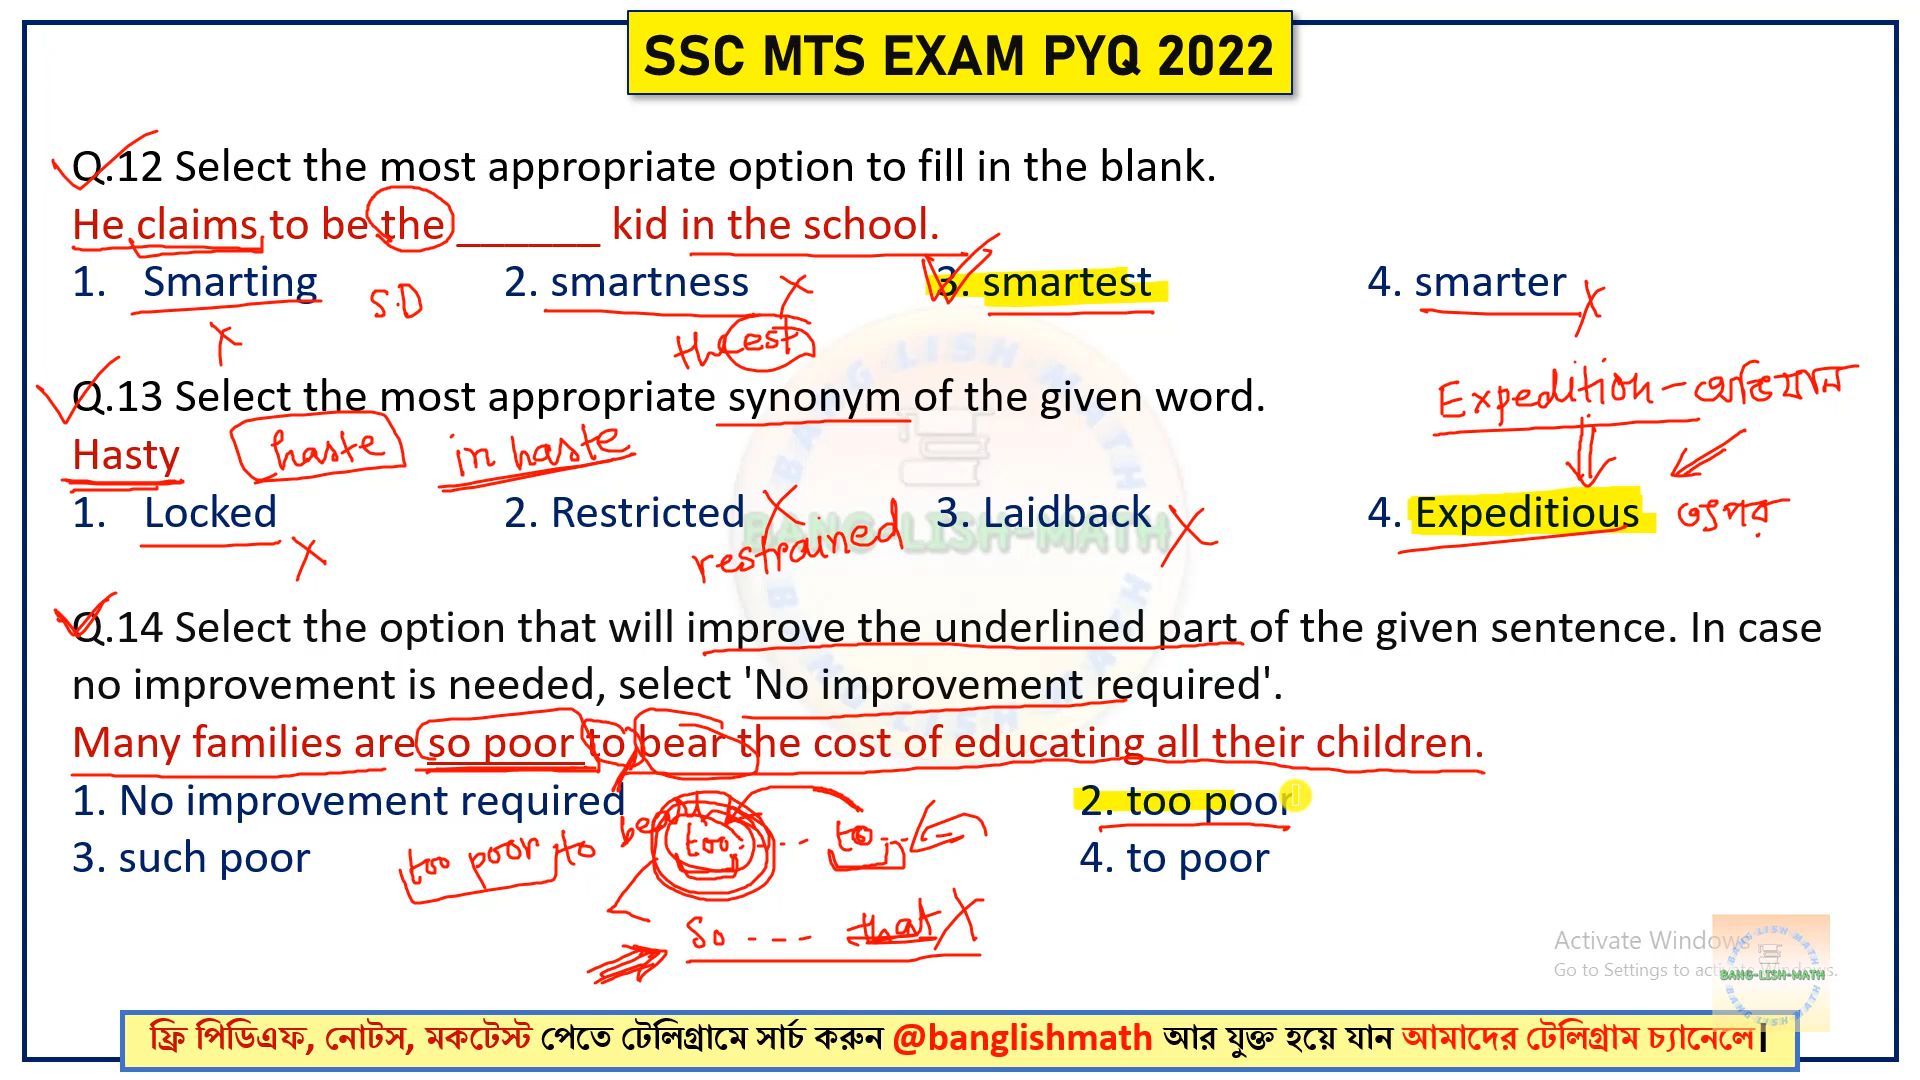 SSC MTS EXAM PYQ 2022
Q.12 Select the most appropriate option to fill in the blank.
He claims to be the ______ kid in the school.
1. Smarting S.D 2. smartness 3. smartest 4. smarter
the est
Q.13 Select the most appropriate synonym of the given word.
Expedition - অভিযান
Hasty haste in haste
1. Locked 2. Restricted 3. Laidback 4. Expeditious তৎপর
restrained
Q.14 Select the option that will improve the underlined part of the given sentence. In case
no improvement is needed, select 'No improvement required'.
Many families are so poor to bear the cost of educating all their children.
1. No improvement required 2. too poor
3. such poor too poor to bear too ... to .. 4. to poor
so .... that
Activate Windows
Go to Settings to activate Windows.
BANG-LISH-MATH
BANG-LISH-MATH
ফ্রি পিডিএফ, নোটস, মকটেস্ট পেতে টেলিগ্রামে সার্চ করুন @banglishmath আর যুক্ত হয়ে যান আমাদের টেলিগ্রাম চ্যানেলে।